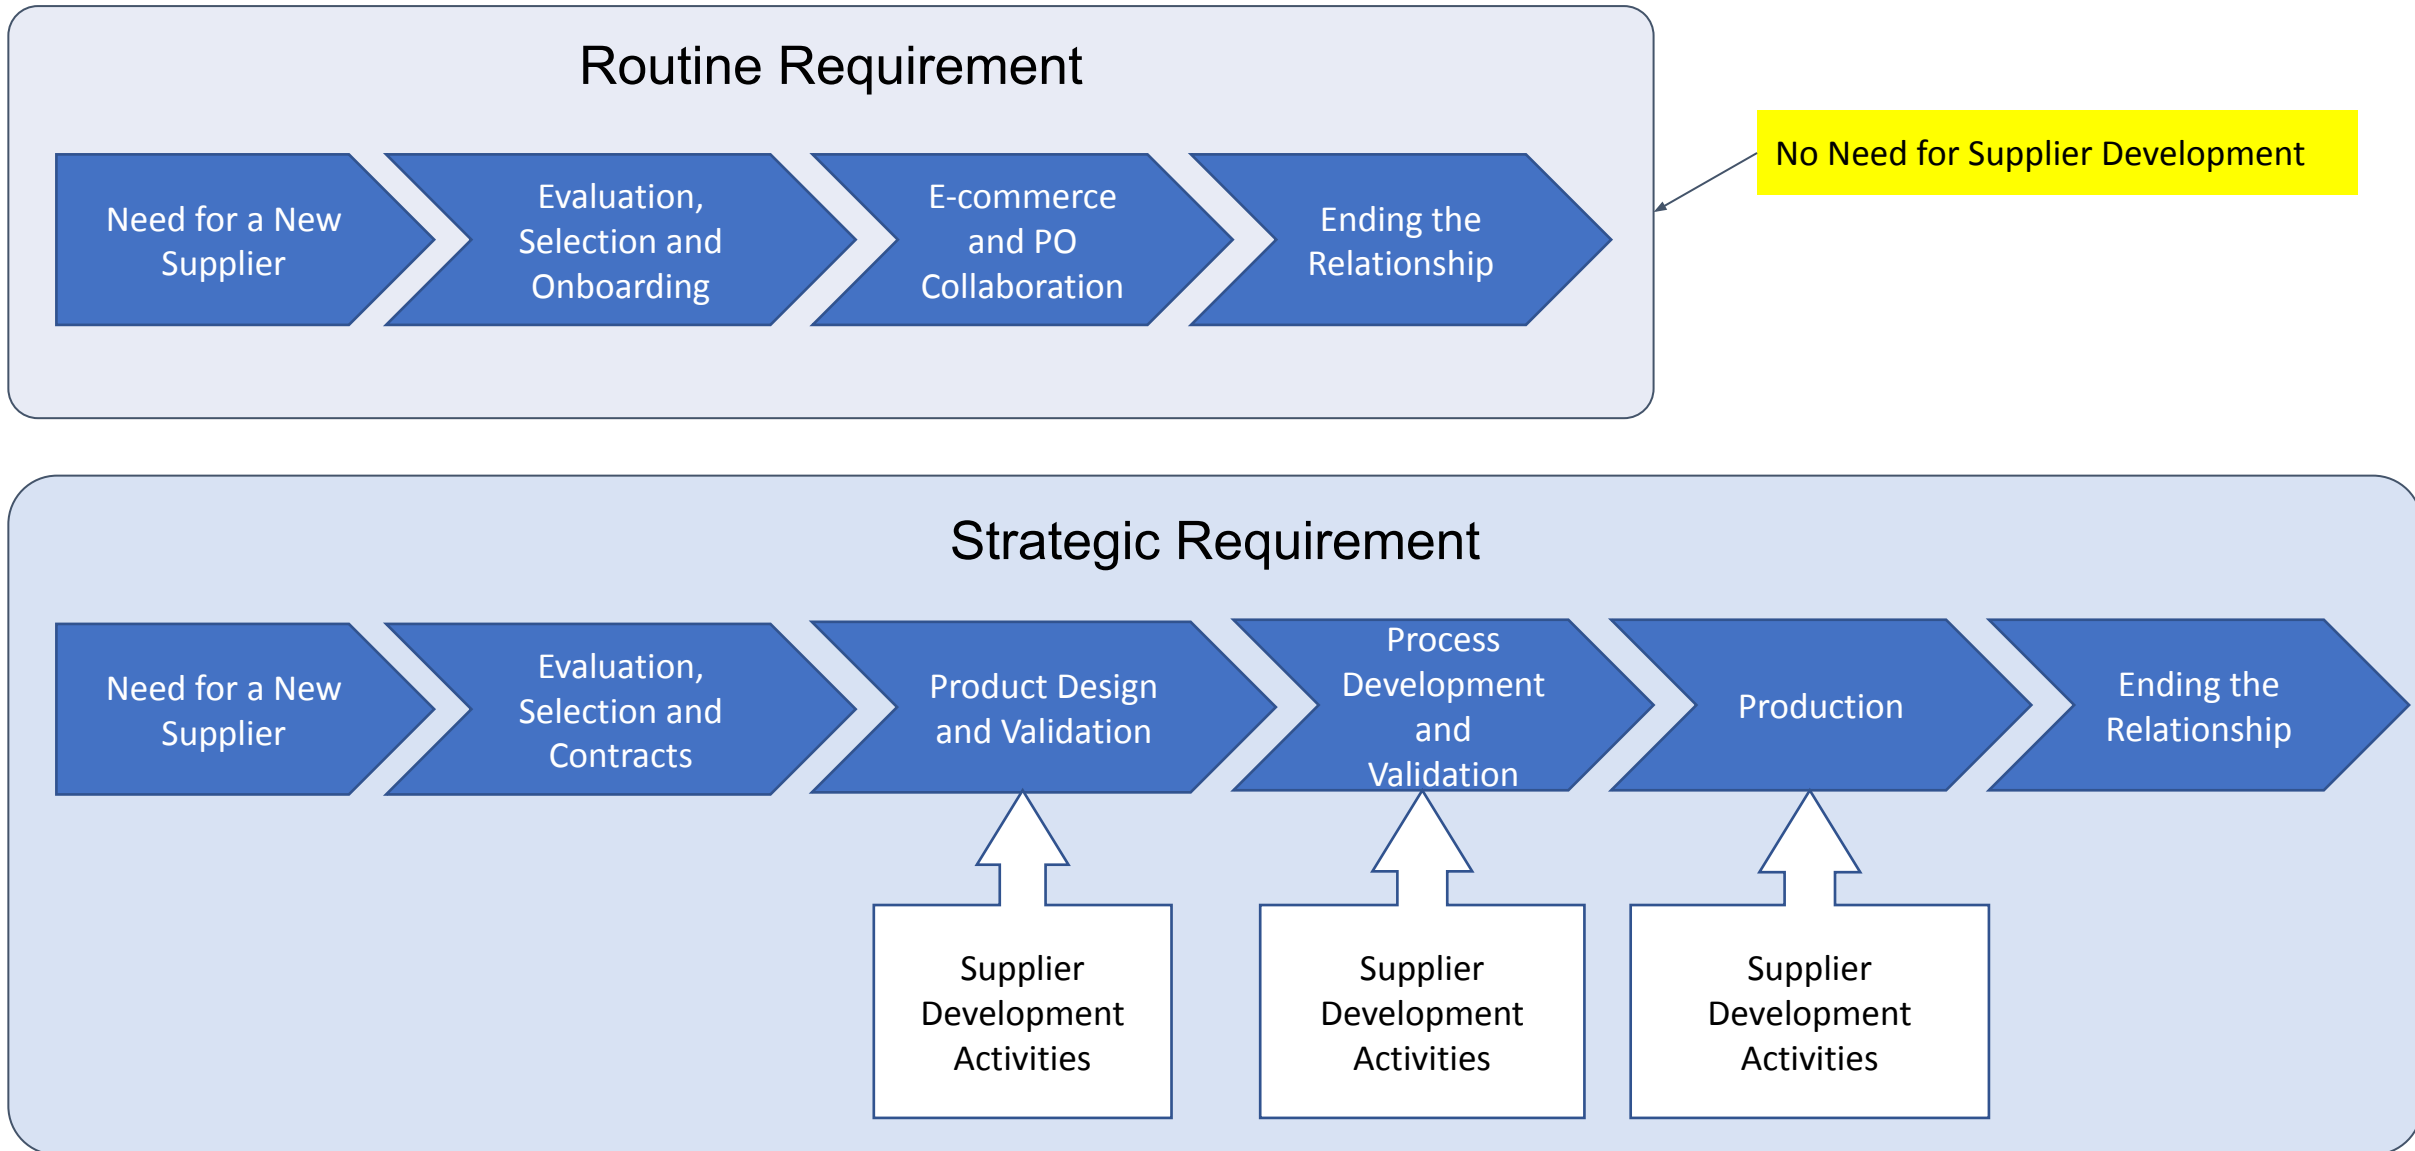 Routine Requirement
Need for a New
Supplier
Evaluation,
Selection and
Onboarding
E-commerce
and PO
Collaboration
Ending the
Relationship
No Need for Supplier Development
Strategic Requirement
Need for a New
Supplier
Evaluation,
Selection and
Contracts
Product Design
and Validation
Process
Development
and
Validation
Production
Ending the
Relationship
Supplier
Development
Activities
Supplier
Development
Activities
Supplier
Development
Activities